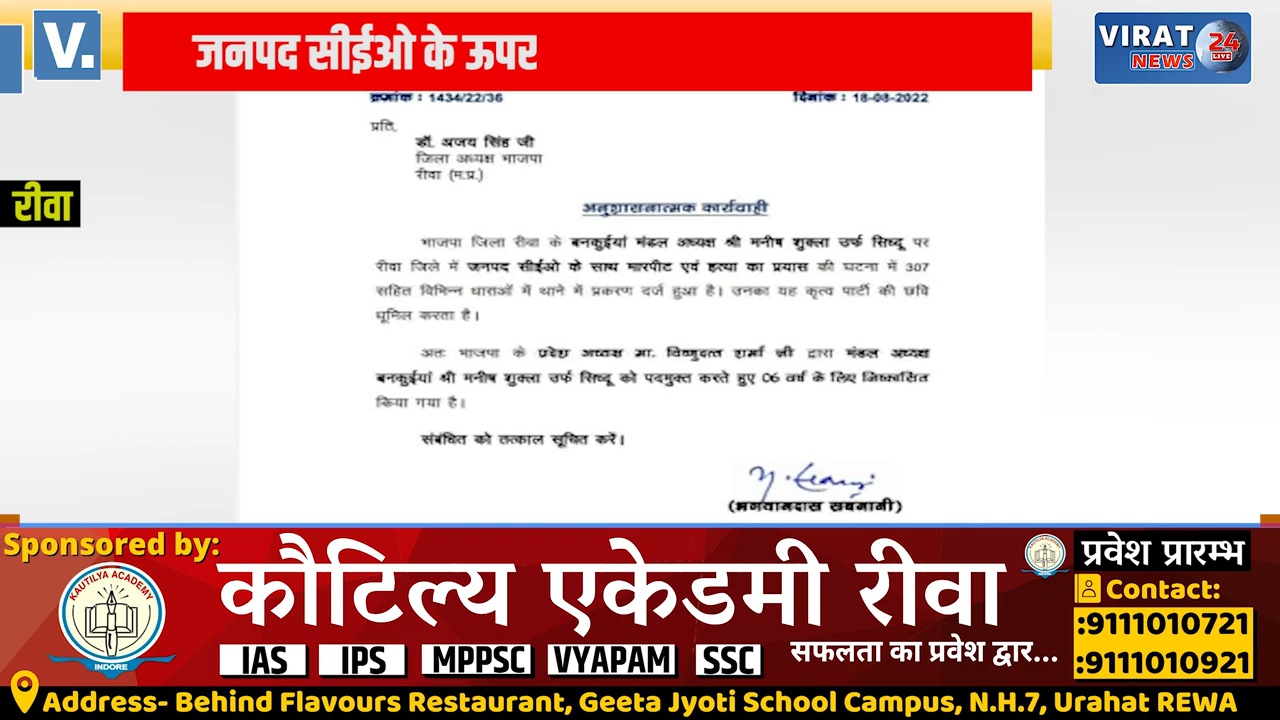 V.
जनपद सीईओ के ऊपर
VIRAT
NEWS
24
LIVE
क्रमांक : 1434/22/36
दिनांक : 18-08-2022
प्रति,
डॉ. अजय सिंह जी
जिला अध्यक्ष भाजपा
रीवा (म.प्र.)
रीवा
अनुशासनात्मक कार्यवाही
भाजपा जिला रीवा के बनकुईयां मंडल अध्यक्ष श्री मनीष शुक्ला उर्फ सिध्दू पर
रीवा जिले में जनपद सीईओ के साथ मारपीट एवं हत्या का प्रयास की घटना में 307
सहित विभिन्न धाराओं में थाने में प्रकरण दर्ज हुआ है। उनका यह कृत्य पार्टी की छवि
धूमिल करता है।
अतः भाजपा के प्रदेश अध्यक्ष मा. विष्णुदत्त शर्मा जी द्वारा मंडल अध्यक्ष
बनकुईयां श्री मनीष शुक्ला उर्फ सिध्दू को पदमुक्त करते हुए 06 वर्ष के लिए निष्कासित
किया गया है।
संबंधित को तत्काल सूचित करें।
(भगवानदास सबनानी)
Sponsored by:
KAUTILYA ACADEMY
INDORE
कौटिल्य एकेडमी रीवा
IAS
IPS
MPPSC
VYAPAM
SSC
सफलता का प्रवेश द्वार...
प्रवेश प्रारम्भ
Contact:
:9111010721
:9111010921
Address- Behind Flavours Restaurant, Geeta Jyoti School Campus, N.H.7, Urahat REWA